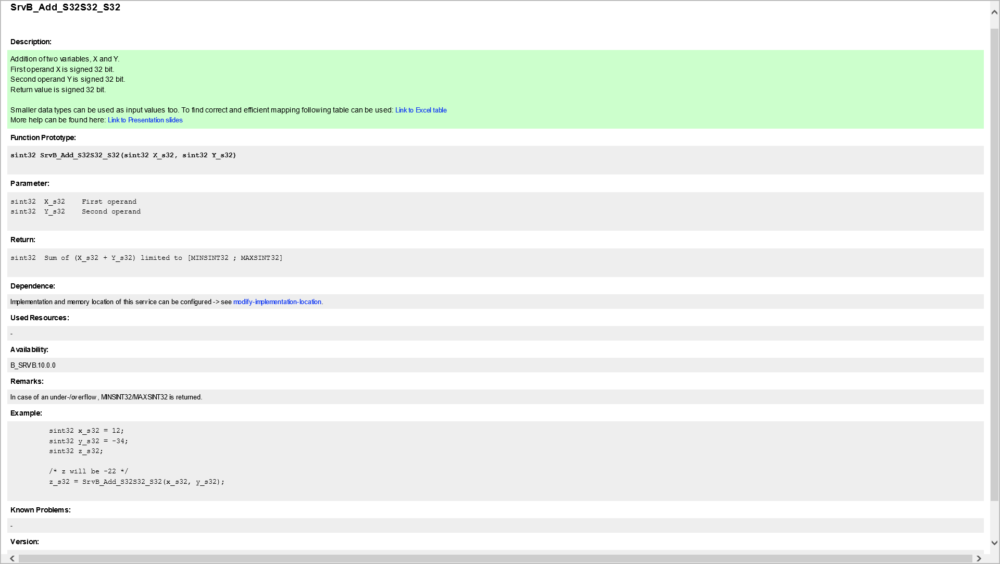 SrvB_Add_S32S32_S32
Description:
Addition of two variables, X and Y.
First operand X is signed 32 bit.
Second operand Y is signed 32 bit.
Return value is signed 32 bit.
Smaller data types can be used as input values too. To find correct and efficient mapping following table can be used: Link to Excel table
More help can be found here: Link to Presentation slides
Function Prototype:
sint32 SrvB_Add_S32S32_S32(sint32 X_s32, sint32 Y_s32)
Parameter:
sint32  X_s32    First operand
sint32  Y_s32    Second operand
Return:
sint32  Sum of (X_s32 + Y_s32) limited to [MINSINT32 ; MAXSINT32]
Dependence:
Implementation and memory location of this service can be configured -> see modify-implementation-location.
Used Resources:
-
Availability:
B_SRVB.10.0.0
Remarks:
In case of an under-/overflow, MINSINT32/MAXSINT32 is returned.
Example:
sint32 x_s32 = 12;
sint32 y_s32 = -34;
sint32 z_s32;
/* z will be -22 */
z_s32 = SrvB_Add_S32S32_S32(x_s32, y_s32);
Known Problems:
-
Version: